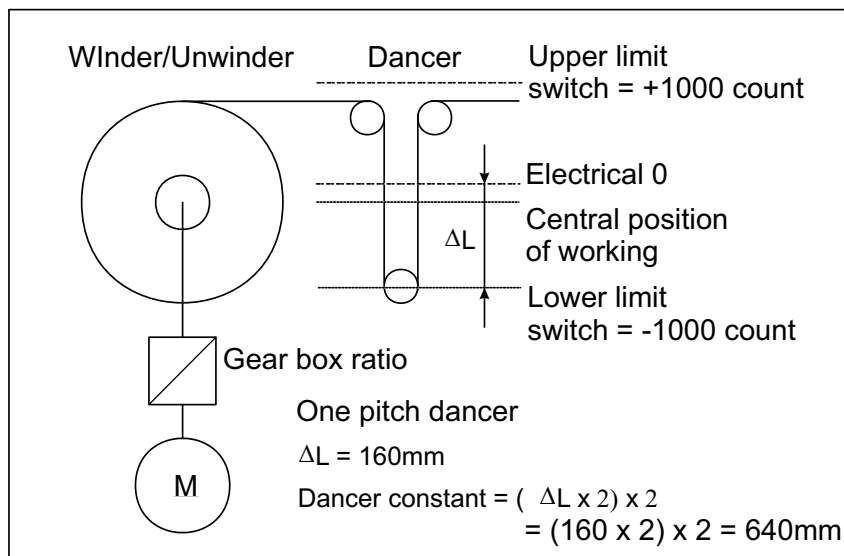 WInder/Unwinder
Dancer
Upper limit
switch = +1000 count
Electrical 0
Central position
of working
ΔL
Lower limit
switch = -1000 count
Gear box ratio
One pitch dancer
M
ΔL = 160mm
Dancer constant = ( ΔL x 2) x 2
= (160 x 2) x 2 = 640mm